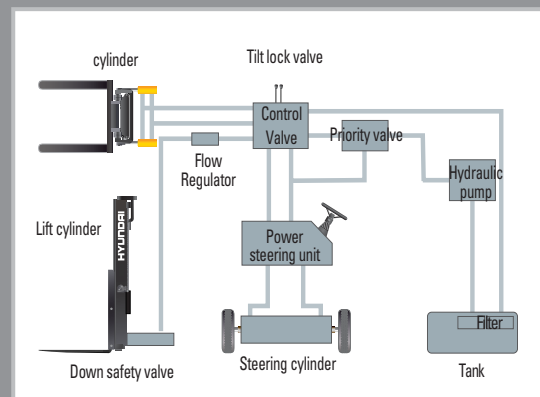 cylinder
Tilt lock valve
Control
Valve
Priority valve
Flow
Regulator
Hydraulic
pump
Lift cylinder
HYUNDAI
Power
steering unit
Filter
Down safety valve
Steering cylinder
Tank